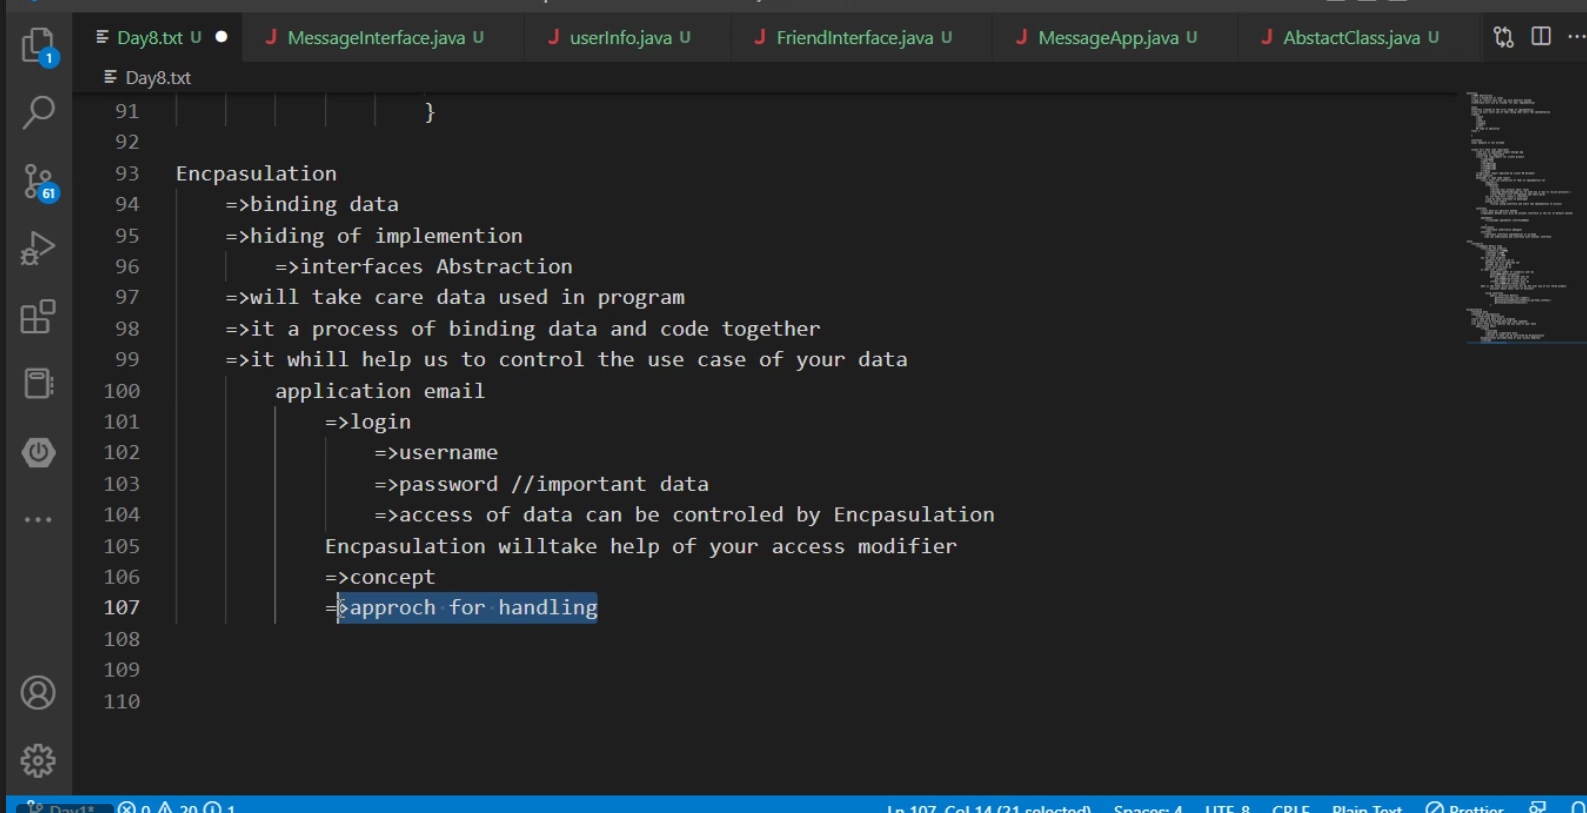 Day8.txt U
MessageInterface.java U
userInfo.java U
FriendInterface.java U
MessageApp.java U
AbstactClass.java U
Day8.txt
1
61
91 }
92
93 Encpasulation
94 =>binding data
95 =>hiding of implemention
96 =>interfaces Abstraction
97 =>will take care data used in program
98 =>it a process of binding data and code together
99 =>it whill help us to control the use case of your data
100 application email
101 =>login
102 =>username
103 =>password //important data
104 =>access of data can be controled by Encpasulation
105 Encpasulation willtake help of your access modifier
106 =>concept
107 =>approch for handling
108
109
110
Day1* 0 20 1 Ln 107, Col 14 (21 selected) Spaces: 4 UTF-8 CRLF Plain Text Prettier